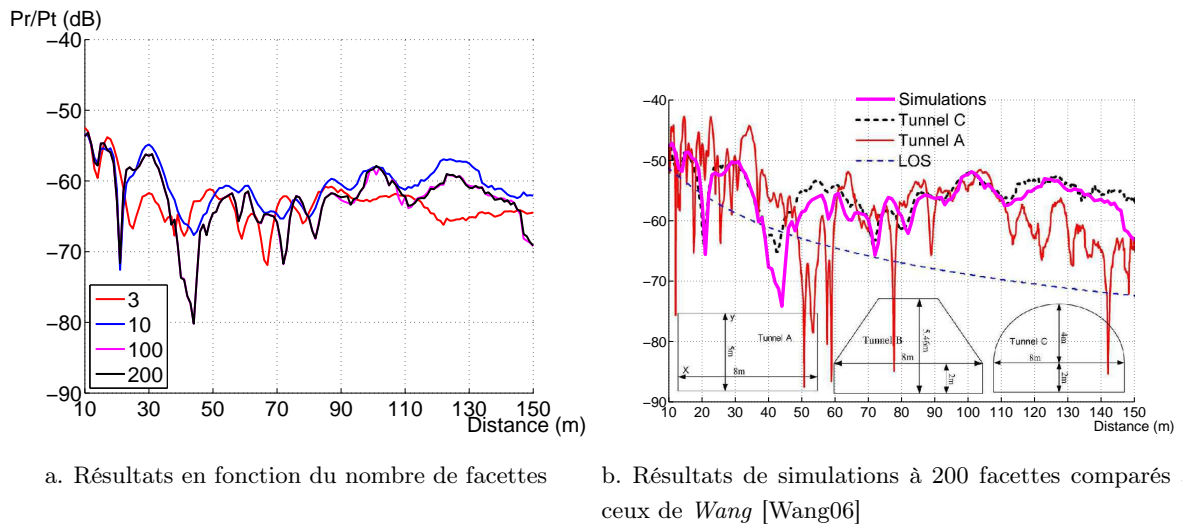 Pr/Pt (dB)
−40
−50
−60
−70
−80
−90
3
10
100
200
10 30 50 70 90 110 130 150
Distance (m)
a. Résultats en fonction du nombre de facettes
−40
−50
−60
−70
−80
−90
Simulations
Tunnel C
Tunnel A
LOS
y
Tunnel A
5m
X
8m
Tunnel B
8m
5.46m
2m
Tunnel C
4m
8m
2m
10 20 30 40 50 60 70 80 90 100 110 120 130 140 150
Distance (m)
b. Résultats de simulations à 200 facettes comparés
ceux de Wang [Wang06]